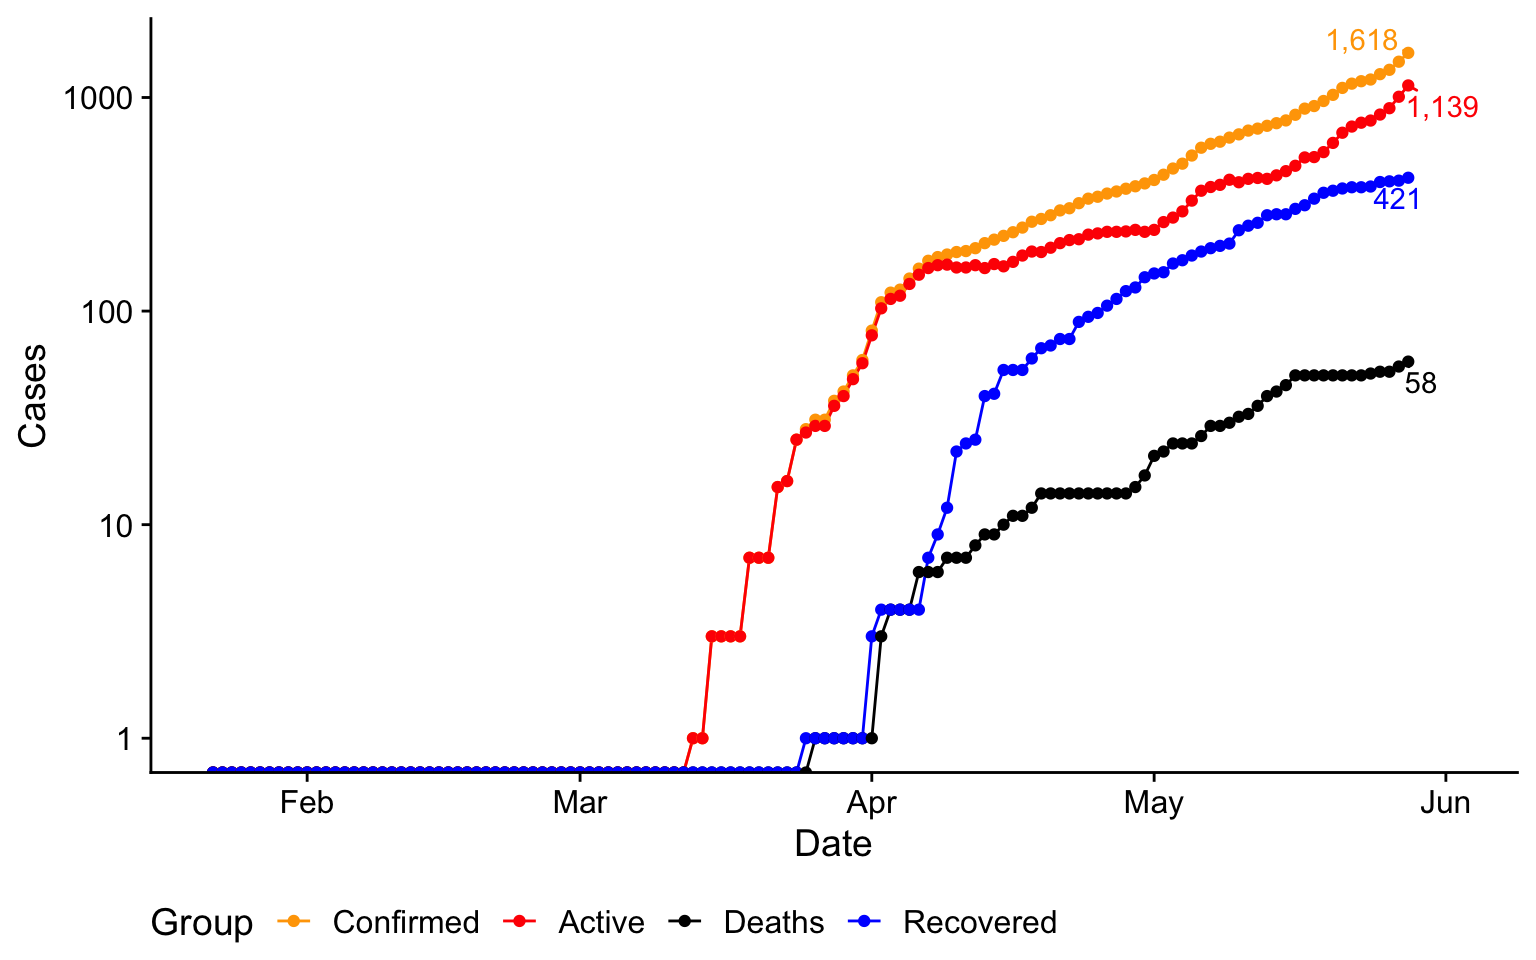 1,618
1000
1,139
421
100
58
Cases
10
1
Feb Mar Apr May Jun
Date
Group Confirmed Active Deaths Recovered